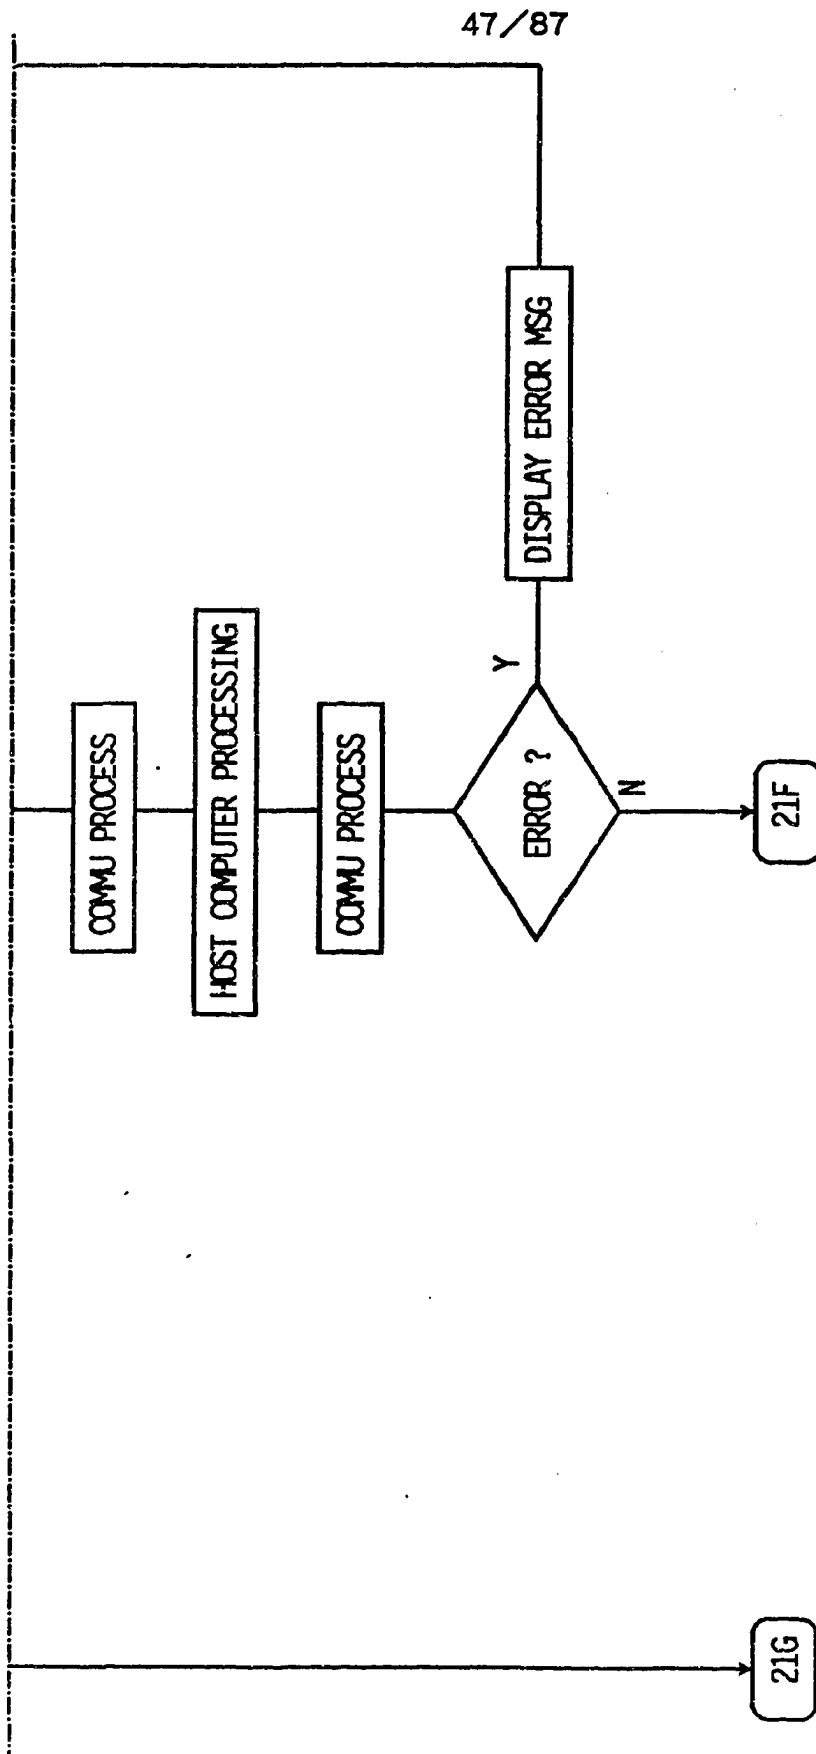 47/87
COMMU PROCESS
HOST COMPUTER PROCESSING
COMMU PROCESS
ERROR ?
Y
DISPLAY ERROR MSG
N
21F
21G